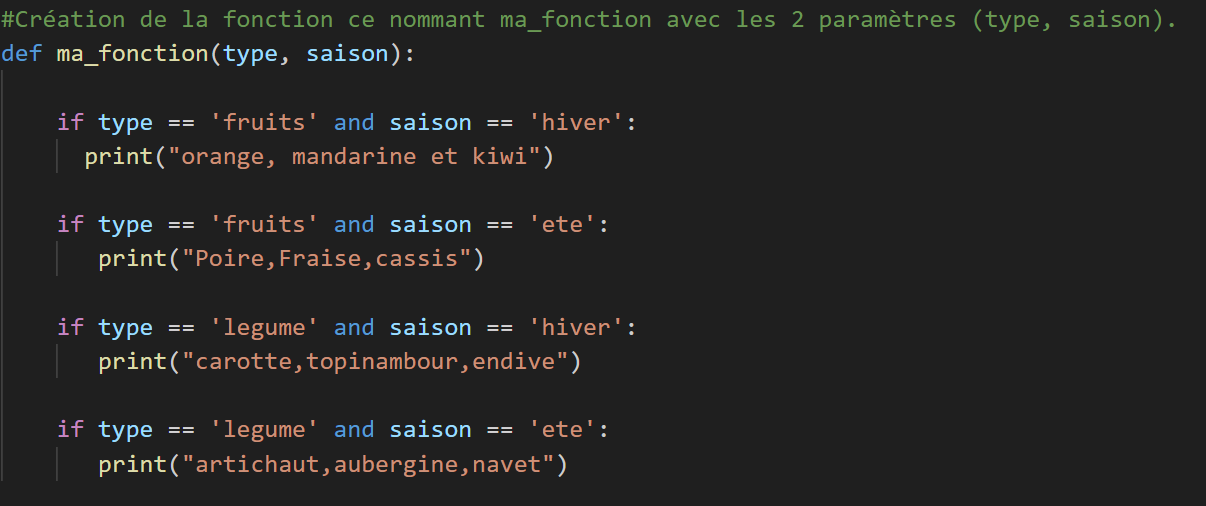 #Création de la fonction ce nommant ma_fonction avec les 2 paramètres (type, saison).
def ma_fonction(type, saison):
if type == 'fruits' and saison == 'hiver':
print("orange, mandarine et kiwi")
if type == 'fruits' and saison == 'ete':
print("Poire,Fraise,cassis")
if type == 'legume' and saison == 'hiver':
print("carotte,topinambour,endive")
if type == 'legume' and saison == 'ete':
print("artichaut,aubergine,navet")